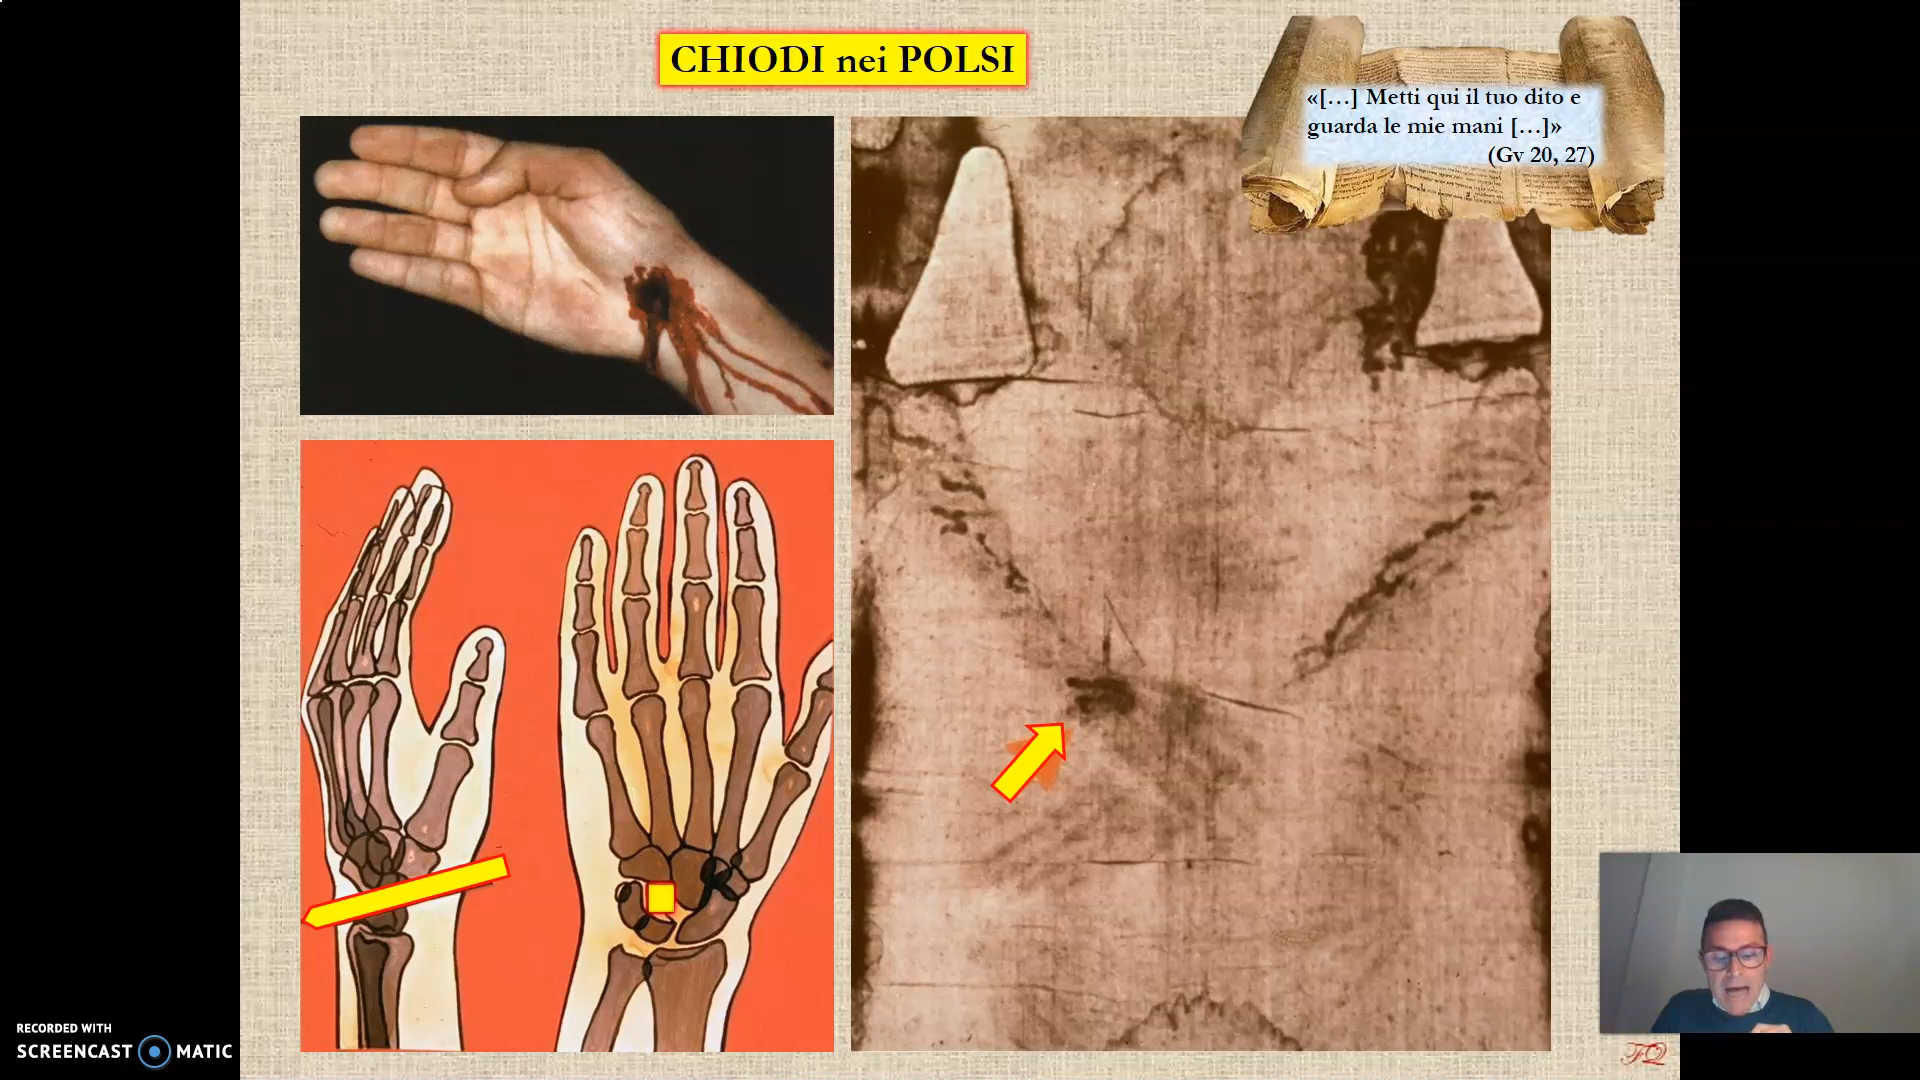 CHIODI nei POLSI
«[…] Metti qui il tuo dito e
guarda le mie mani […]»
(Gv 20, 27)
RECORDED WITH
SCREENCAST MATIC
FQ